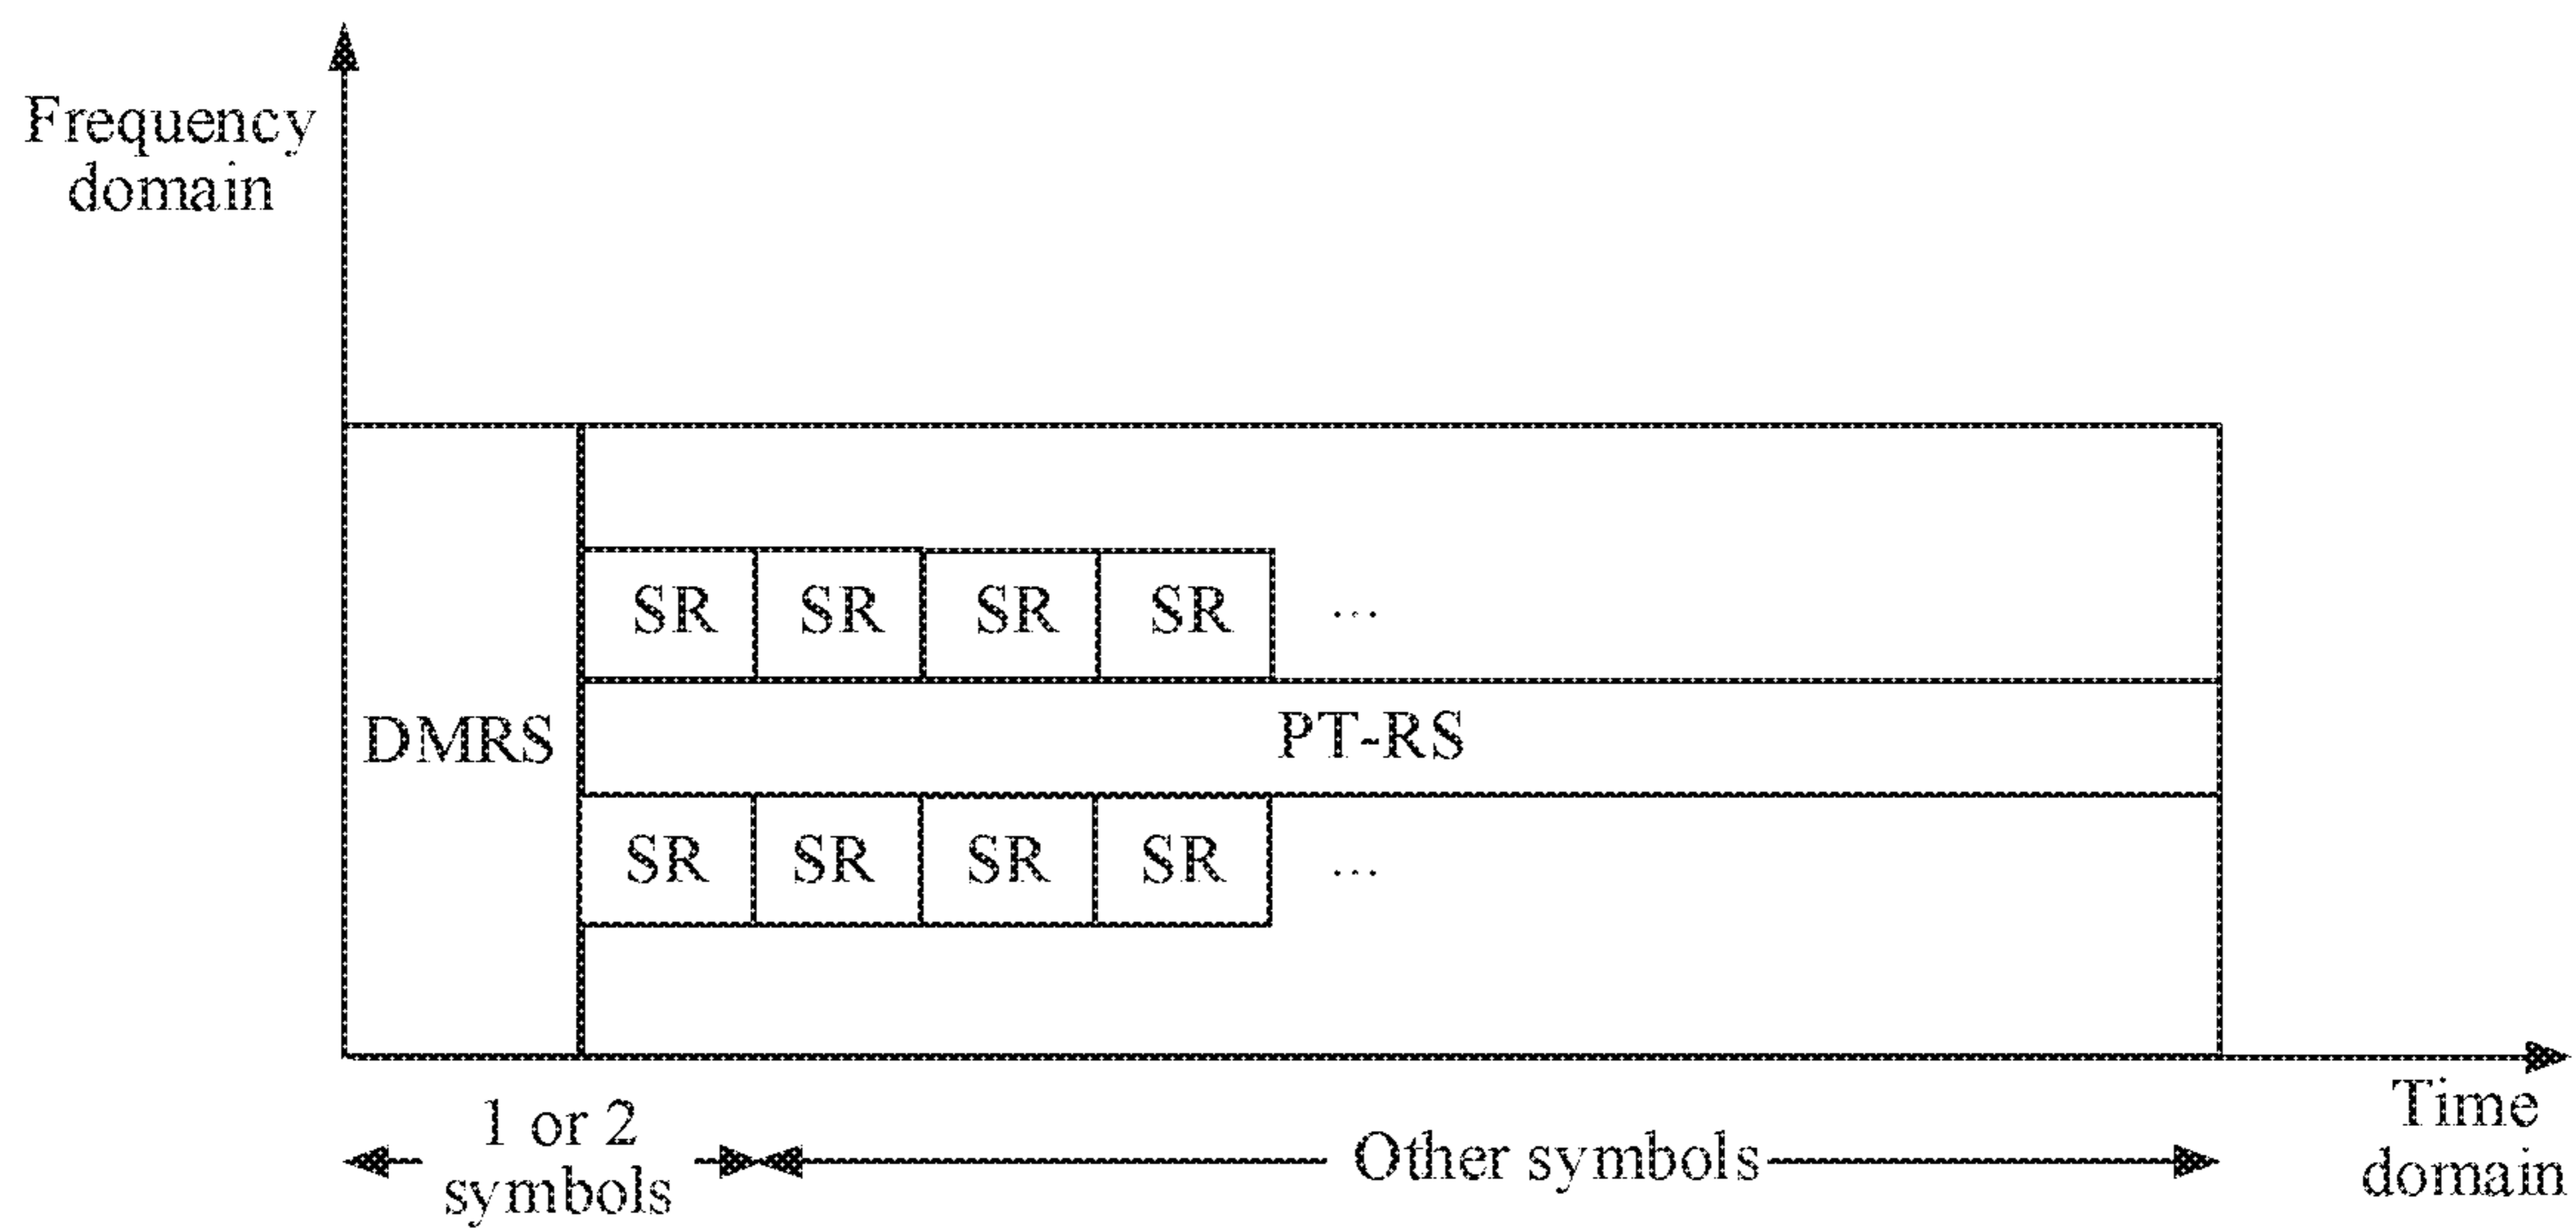 Frequency
domain
SR SR SR SR ...
DMRS PT-RS
SR SR SR SR ...
1 or 2
symbols
Other symbols
Time
domain